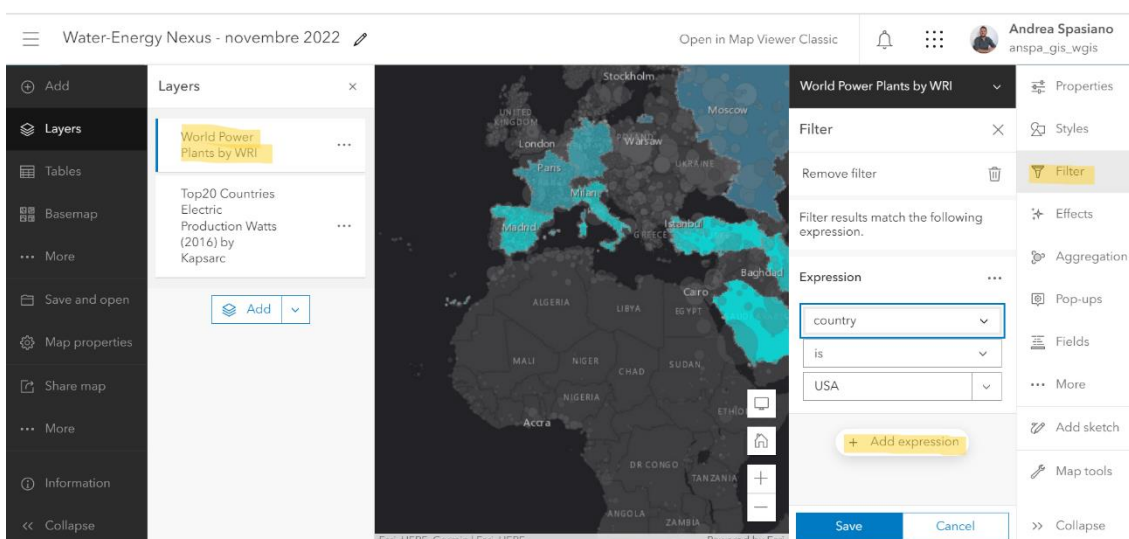 Water-Energy Nexus - novembre 2022
Open in Map Viewer Classic
Andrea Spasiano
anspa_gis_wgis
Add
Layers
Tables
Basemap
More
Save and open
Map properties
Share map
More
Information
Collapse
Layers
World Power
Plants by WRI
Top20 Countries
Electric
Production Watts
(2016) by
Kapsarc
Add
Stockholm
Moscow
UNITED
KINGDOM
London
Warsaw
Paris
UKRAINE
Milan
Madrid
Istanbul
GREECE
Baghdad
Cairo
ALGERIA
LIBYA
EGYPT
MALI
NIGER
CHAD
SUDAN
NIGERIA
Accra
DR CONGO
TANZANIA
ANGOLA
ZAMBIA
World Power Plants by WRI
Filter
Remove filter
Filter results match the following
expression.
Expression
country
is
USA
+ Add expression
Save
Cancel
Properties
Styles
Filter
Effects
Aggregation
Pop-ups
Fields
More
Add sketch
Map tools
Collapse